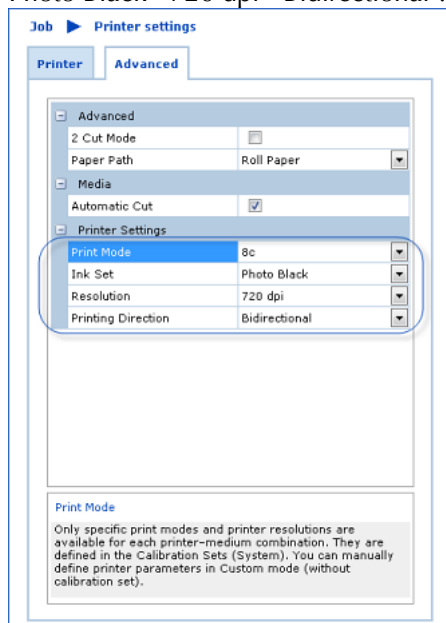 Photo Black 720 dpi Bidirectional
Job Printer settings
Printer Advanced
Advanced
2 Cut Mode
Paper Path Roll Paper
Media
Automatic Cut
Printer Settings
Print Mode 8c
Ink Set Photo Black
Resolution 720 dpi
Printing Direction Bidirectional
Print Mode
Only specific print modes and printer resolutions are
available for each printer-medium combination. They are
defined in the Calibration Sets (System). You can manually
define printer parameters in Custom mode (without
calibration set).